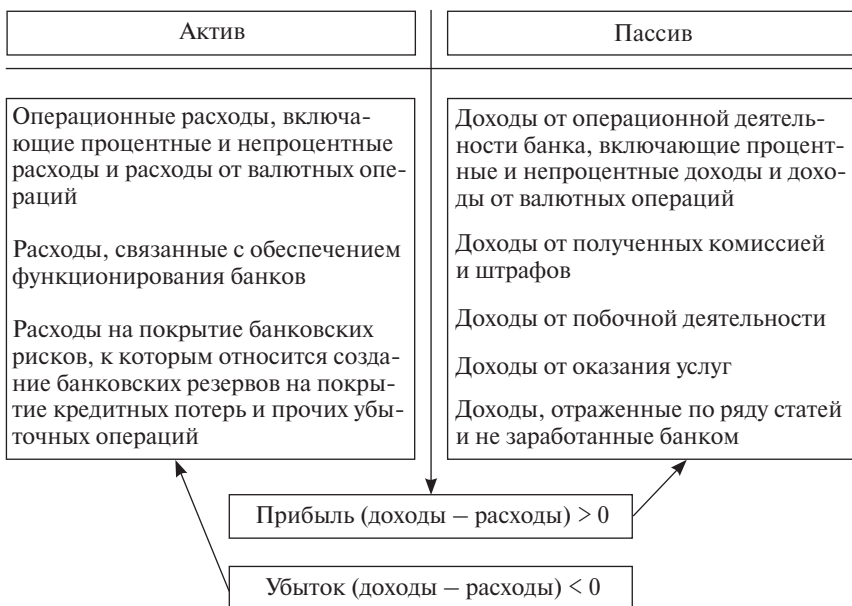 Актив
Пассив
Операционные расходы, включа-
ющие процентные и непроцентные
расходы и расходы от валютных опе-
раций
Расходы, связанные с обеспечением
функционирования банков
Расходы на покрытие банковских
рисков, к которым относится созда-
ние банковских резервов на покры-
тие кредитных потерь и прочих убы-
точных операций
Доходы от операционной деятель-
ности банка, включающие процент-
ные и непроцентные доходы и дохо-
ды от валютных операций
Доходы от полученных комиссией
и штрафов
Доходы от побочной деятельности
Доходы от оказания услуг
Доходы, отраженные по ряду статей
и не заработанные банком
Прибыль (доходы – расходы) > 0
Убыток (доходы – расходы) < 0